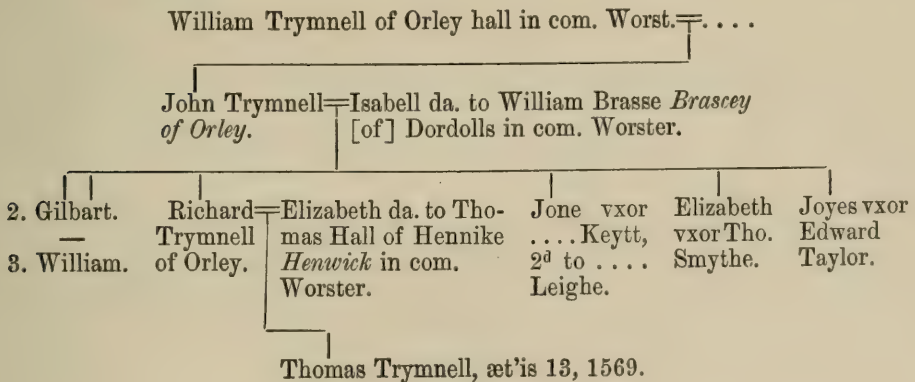 William Trymnell of Orley hall in com. Worst.=....
John Trymnell=Isabell da. to William Brasse Brascey
of Orley. [of] Dordolls in com. Worster.
2. Gilbart.
—
3. William.
Richard=Elizabeth da. to Tho-
Trymnell mas Hall of Hennike
of Orley. Henwick in com.
Worster.
Jone vxor
....Keytt,
2d to ....
Leighe.
Elizabeth
vxor Tho.
Smythe.
Joyes vxor
Edward
Taylor.
Thomas Trymnell, æt'is 13, 1569.